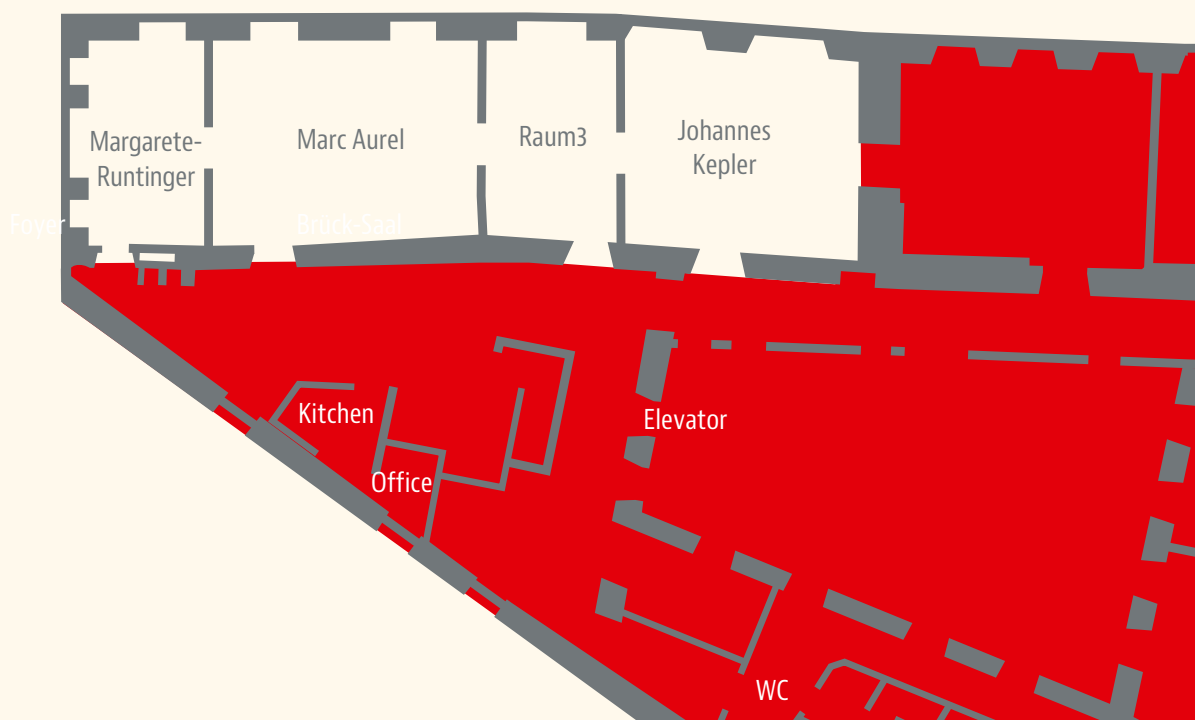 Margarete-
Runtinger
Marc Aurel
Raum3
Johannes
Kepler
Foyer
Brück-Saal
Kitchen
Elevator
Office
WC